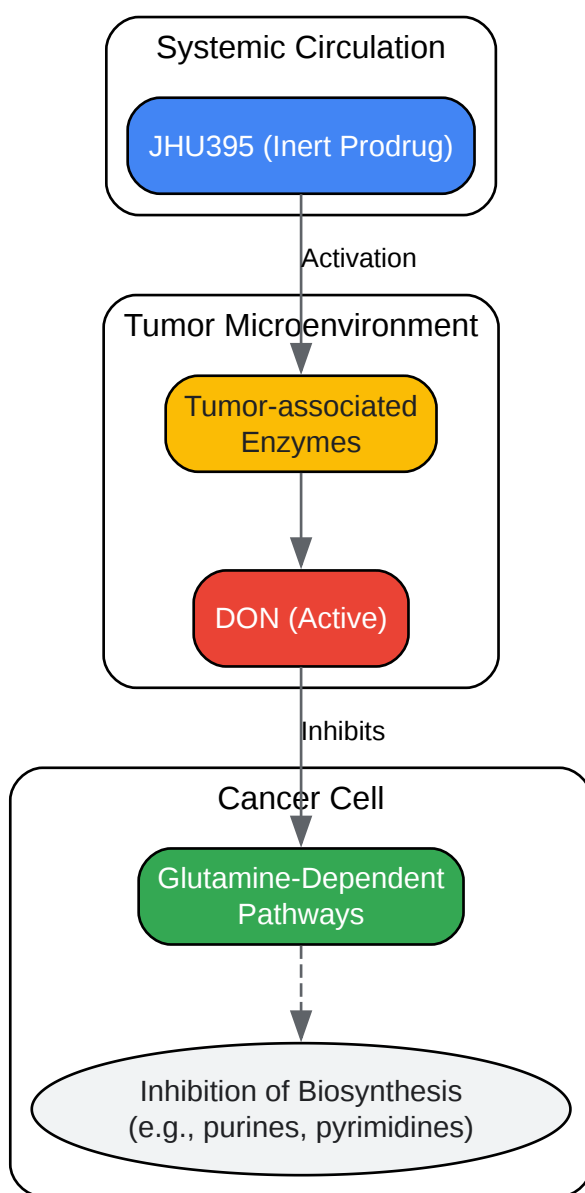 Systemic Circulation
JHU395 (Inert Prodrug)
Activation
Tumor Microenvironment
Tumor-associated
Enzymes
DON (Active)
Inhibits
Cancer Cell
Glutamine-Dependent
Pathways
Inhibition of Biosynthesis
(e.g., purines, pyrimidines)